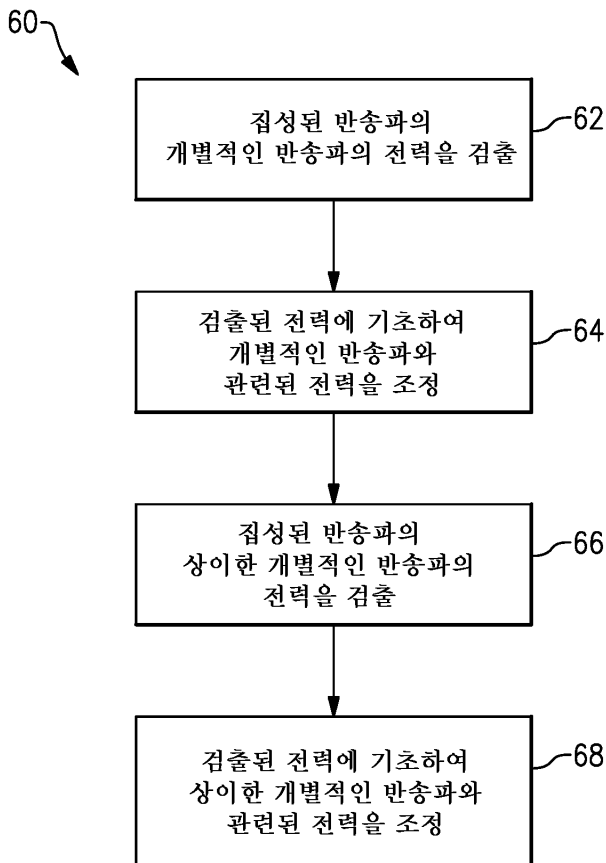 60
집성된 반송파의
개별적인 반송파의 전력을 검출
62
검출된 전력에 기초하여
개별적인 반송파와
관련된 전력을 조정
64
집성된 반송파의
상이한 개별적인 반송파의
전력을 검출
66
검출된 전력에 기초하여
상이한 개별적인 반송파와
관련된 전력을 조정
68